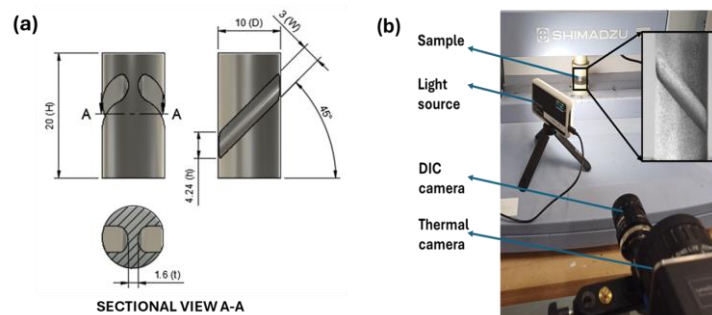 (a)
10 (D)
3 (W)
20 (H)
A
A
45°
4.24 (h)
1.6 (t)
SECTIONAL VIEW A-A
(b)
SHIMADZU
Sample
Light
source
DIC
camera
Thermal
camera